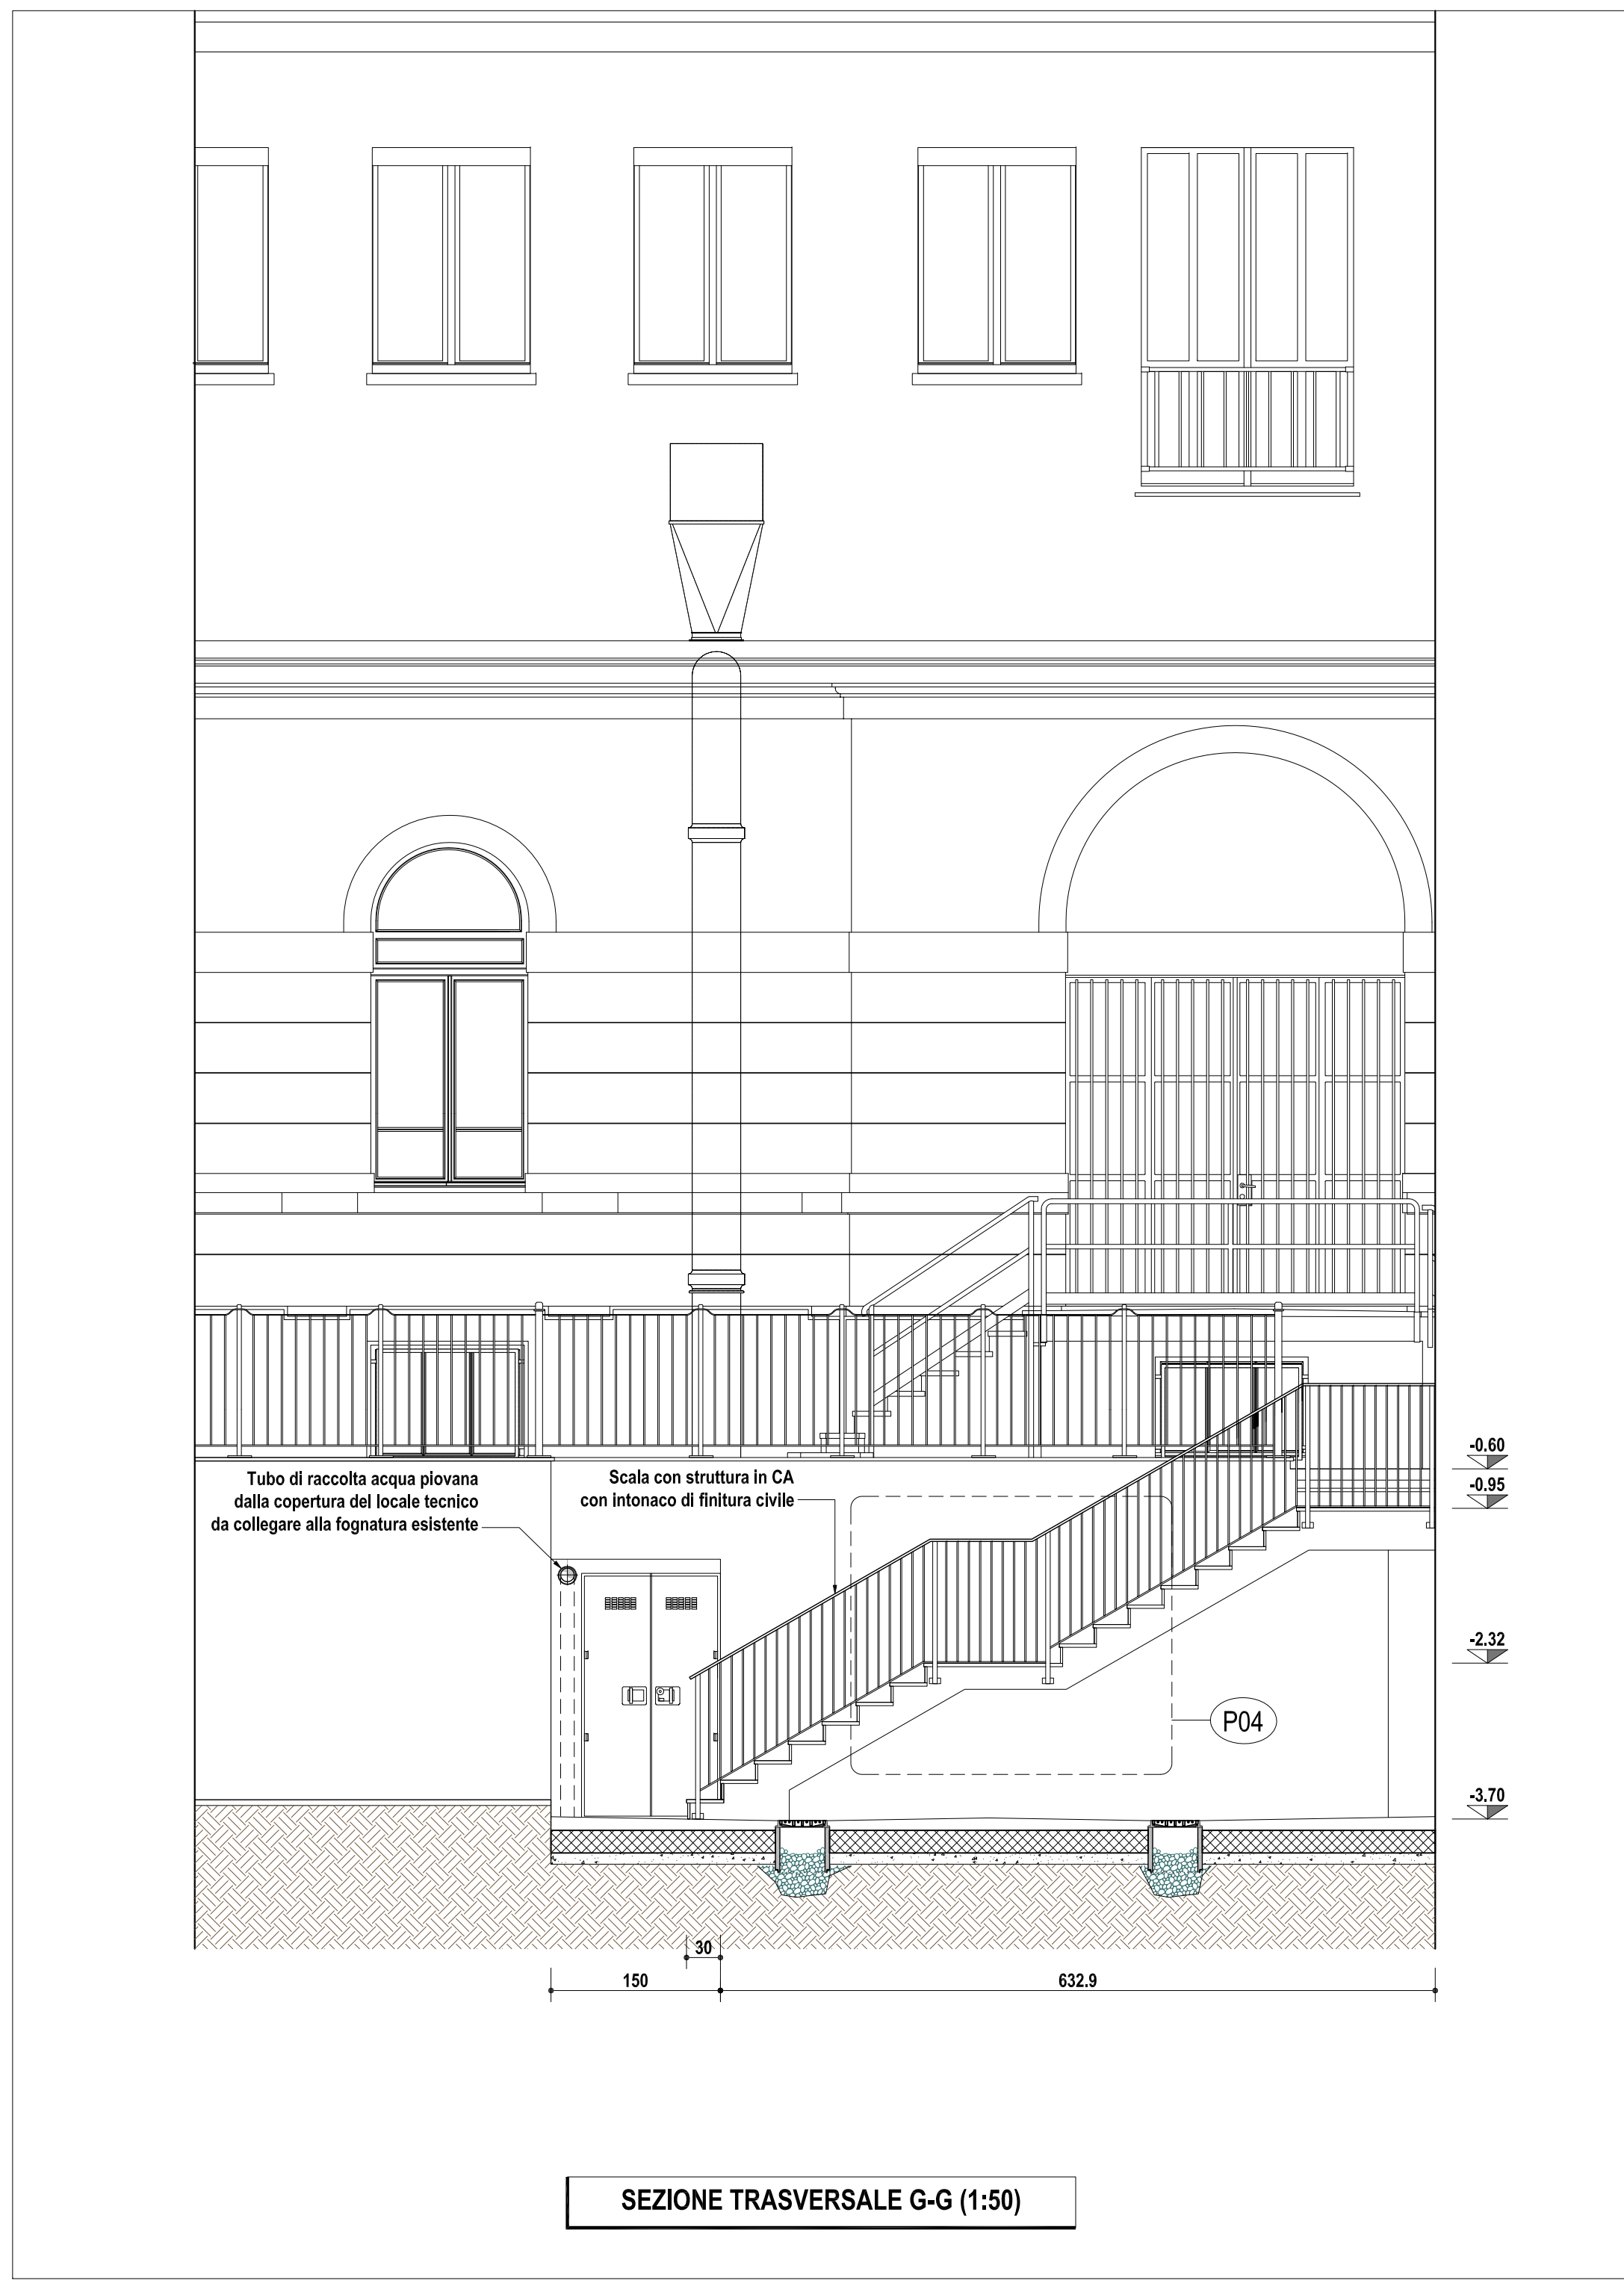 Tubo di raccolta acqua piovana
dalla copertura del locale tecnico
da collegare alla fognatura esistente
Scala con struttura in CA
con intonaco di finitura civile
-0.60
-0.95
-2.32
P04
-3.70
30
150
632.9
SEZIONE TRASVERSALE G-G (1:50)